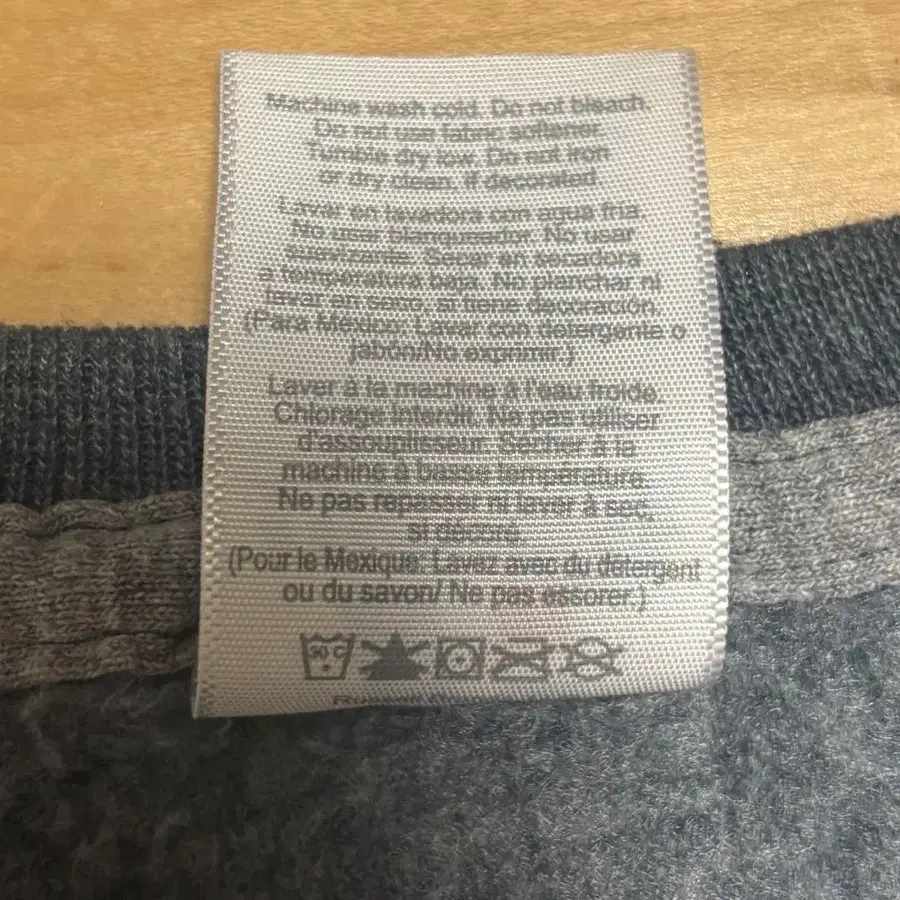 Machine wash cold. Do not bleach.
Do not use fabric softener.
Tumble dry low. Do not iron
or dry clean. If decorated
Lavar en lavadora con agua fria.
No usar blanqueador. No usar
suavizante. Secar en secadora
a temperatura baja. No planchar ni
lavar en seno, si tiene decoración.
(Para México: Lavar con detergente o
jabón/No exprimir.)
Laver à la machine à l'eau froide.
Chlorage interdit. Ne pas utiliser
d'assouplisseur. Sécher à la
machine à basse température.
Ne pas repasser ni laver à sec,
si décoré.
(Pour le Mexique: Lavez avec du détergent
ou du savon/ Ne pas essorer.)
30 C